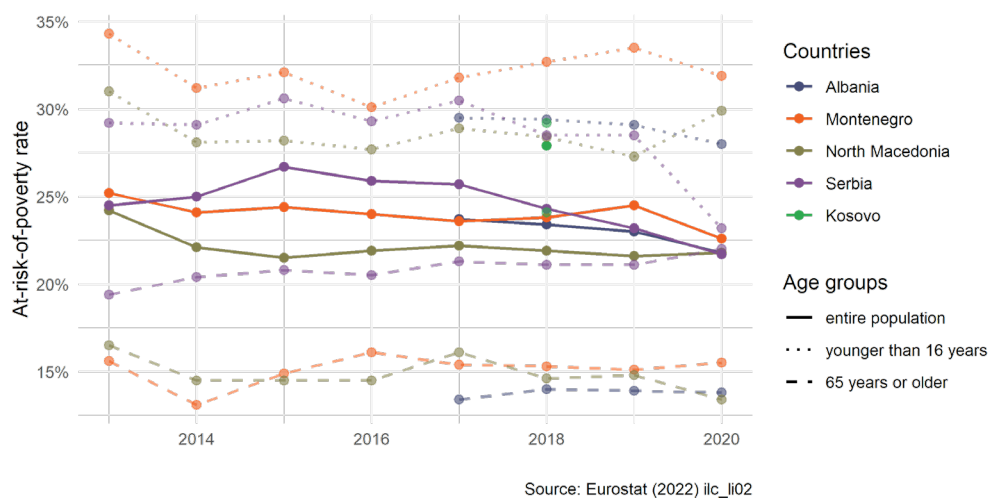 At-risk-of-poverty rate
35%
30%
25%
20%
15%
2014
2016
2018
2020
Countries
Albania
Montenegro
North Macedonia
Serbia
Kosovo
Age groups
entire population
younger than 16 years
65 years or older
Source: Eurostat (2022) ilc_li02